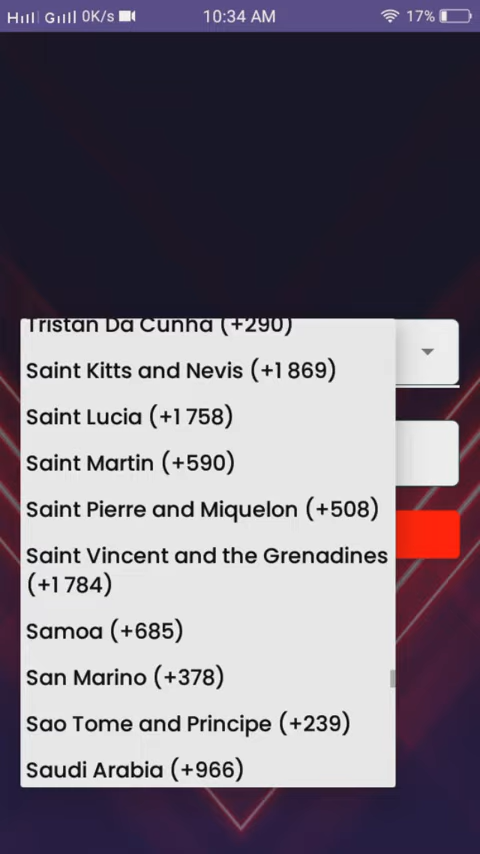 Hıll Gıll 0K/s 10:34 AM 17%
Tristan Da Cunha (+290)
Saint Kitts and Nevis (+1 869)
Saint Lucia (+1 758)
Saint Martin (+590)
Saint Pierre and Miquelon (+508)
Saint Vincent and the Grenadines
(+1 784)
Samoa (+685)
San Marino (+378)
Sao Tome and Principe (+239)
Saudi Arabia (+966)